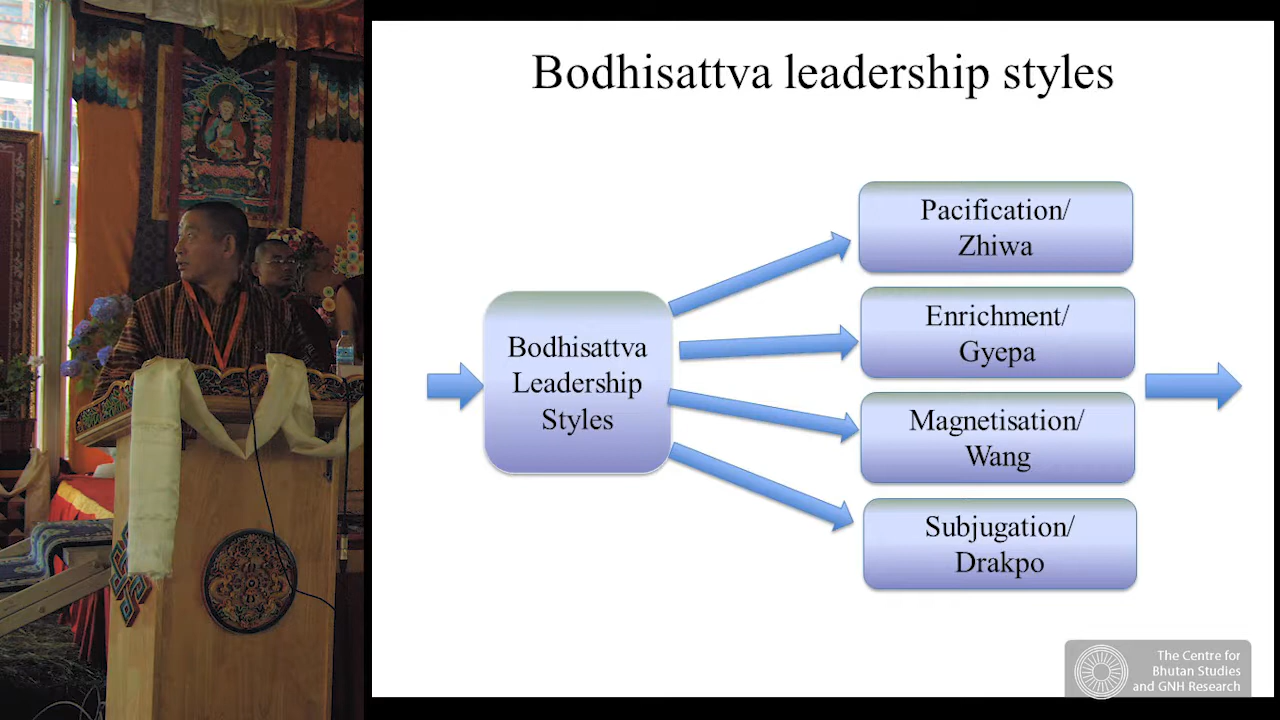 Bodhisattva leadership styles
Bodhisattva
Leadership
Styles
Pacification/
Zhiwa
Enrichment/
Gyepa
Magnetisation/
Wang
Subjugation/
Drakpo
The Centre for
Bhutan Studies
and GNH Research